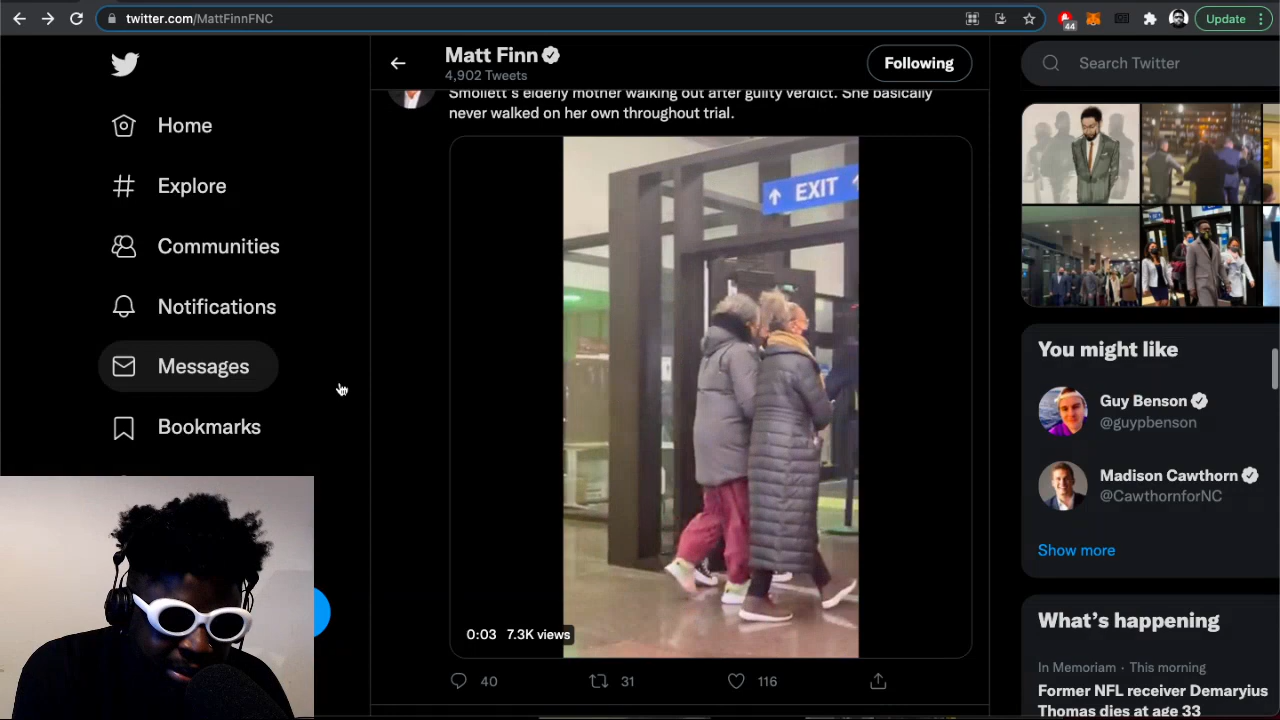 twitter.com/MattFinnFNC
44
Update
Matt Finn
4,902 Tweets
Following
Search Twitter
Home
Explore
Communities
Notifications
Messages
Bookmarks
Smollett's elderly mother walking out after guilty verdict. She basically
never walked on her own throughout trial.
EXIT
0:03 7.3K views
40
31
116
You might like
Guy Benson
@guypbenson
Madison Cawthorn
@CawthornforNC
Show more
What's happening
In Memoriam · This morning
Former NFL receiver Demaryius
Thomas dies at age 33